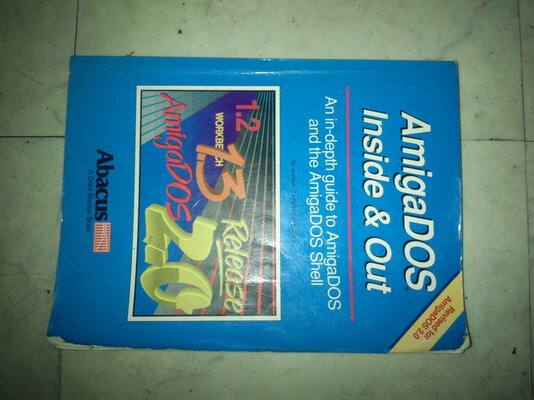 AmigaDOS
Inside & Out
An in-depth guide to AmigaDOS
and the AmigaDOS Shell
Revised for
AmigaDOS 2.0
1.2
WORKBENCH
1.3
AmigaDOS
Release
2.0
Abacus
A Data Becker Book